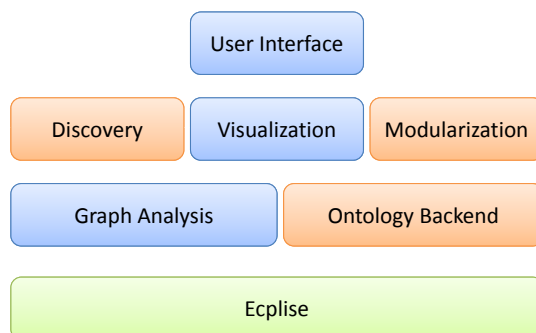 User Interface
Discovery
Visualization
Modularization
Graph Analysis
Ontology Backend
Ecplise